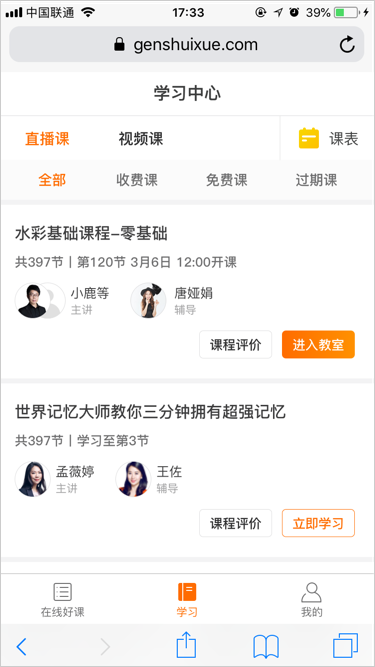 中国联通 17:33 39%
genshuixue.com
学习中心
直播课 视频课 课表
全部 收费课 免费课 过期课
水彩基础课程-零基础
共397节 | 第120节 3月6日 12:00开课
小鹿等 唐娅娟
主讲 辅导
课程评价 进入教室
世界记忆大师教你三分钟拥有超强记忆
共397节 | 学习至第3节
孟薇婷 王佐
主讲 辅导
课程评价 立即学习
在线好课 学习 我的